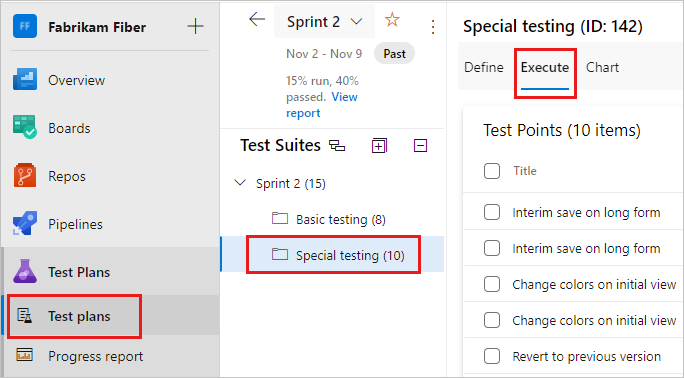 FF Fabrikam Fiber
Overview
Boards
Repos
Pipelines
Test Plans
Test plans
Progress report
Sprint 2
Nov 2 - Nov 9 Past
15% run, 40%
passed. View
report
Test Suites
Sprint 2 (15)
Basic testing (8)
Special testing (10)
Special testing (ID: 142)
Define Execute Chart
Test Points (10 items)
Title
Interim save on long form
Interim save on long form
Change colors on initial view
Change colors on initial view
Revert to previous version